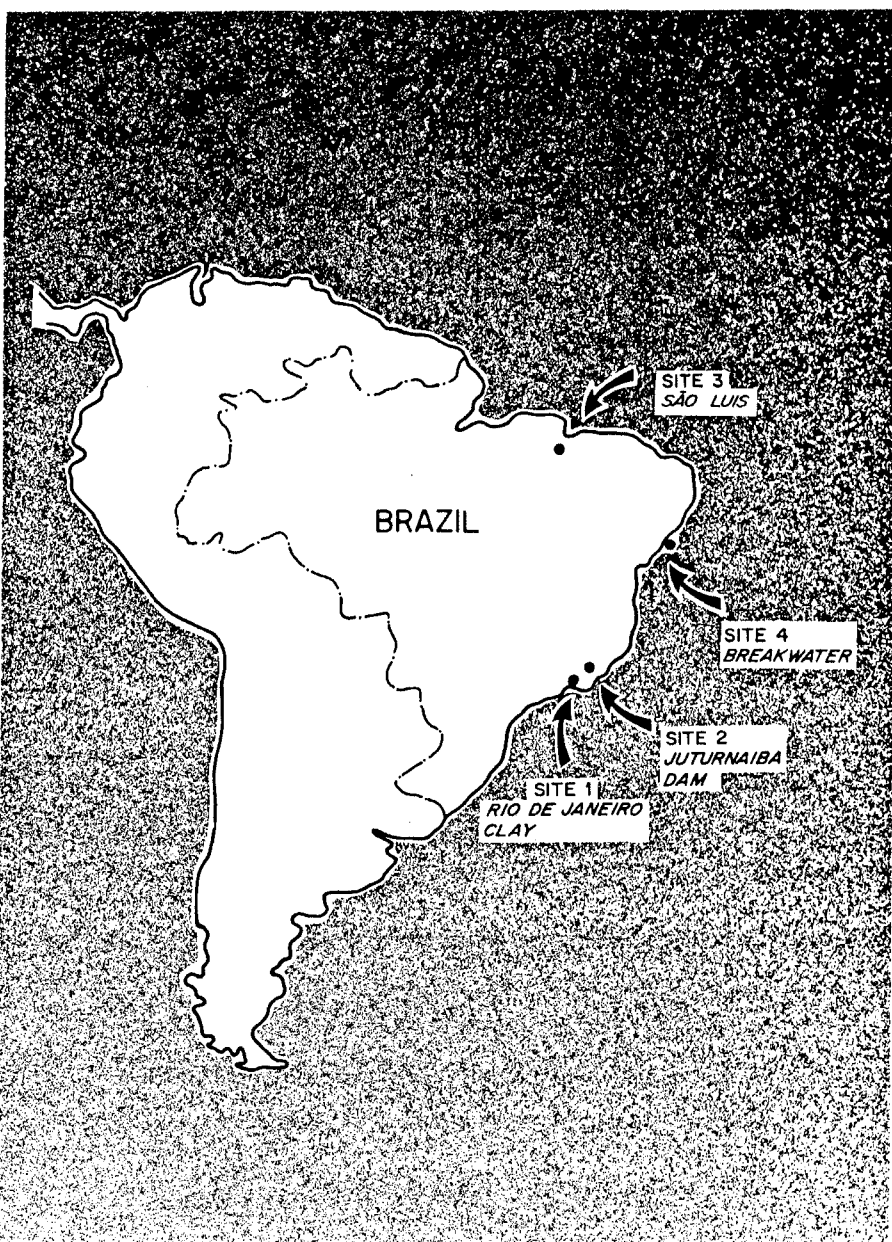 SITE 3
SÃO LUIS
BRAZIL
SITE 4
BREAKWATER
SITE 2
JUTURNAIBA
DAM
SITE 1
RIO DE JANEIRO
CLAY